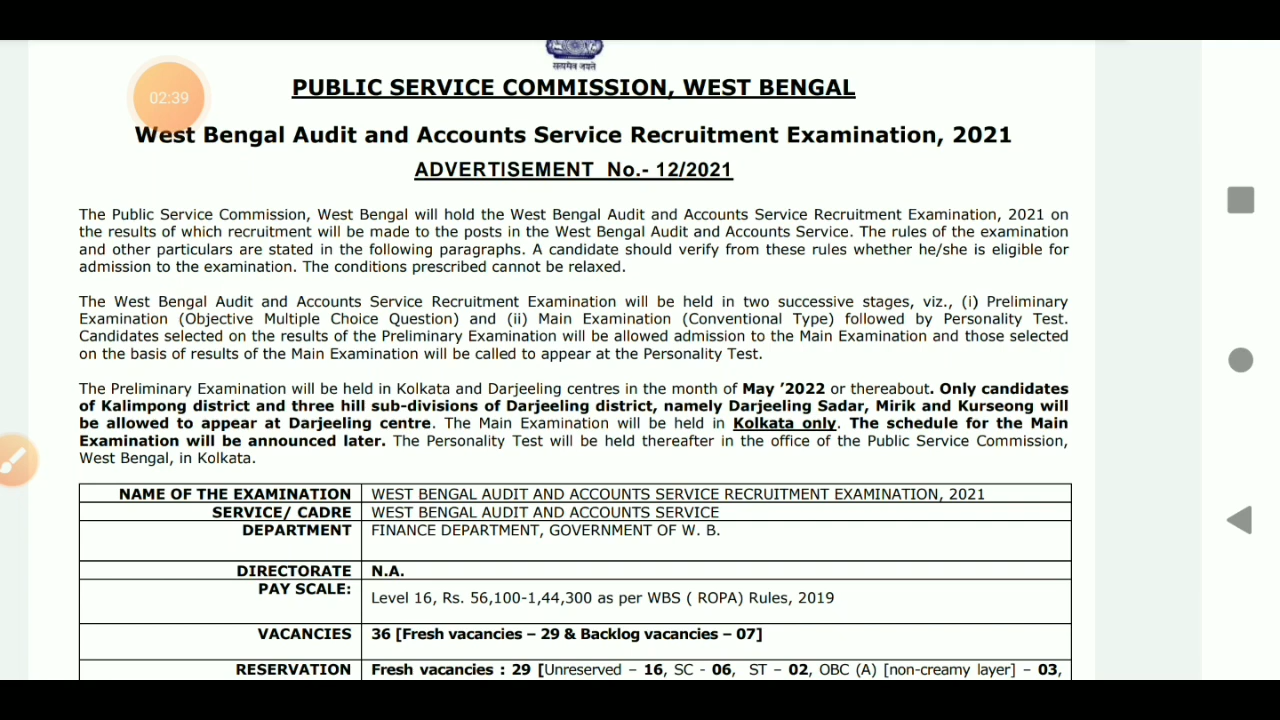 सत्यमेव जयते
PUBLIC SERVICE COMMISSION, WEST BENGAL
02:39
West Bengal Audit and Accounts Service Recruitment Examination, 2021
ADVERTISEMENT No.- 12/2021
The Public Service Commission, West Bengal will hold the West Bengal Audit and Accounts Service Recruitment Examination, 2021 on
the results of which recruitment will be made to the posts in the West Bengal Audit and Accounts Service. The rules of the examination
and other particulars are stated in the following paragraphs. A candidate should verify from these rules whether he/she is eligible for
admission to the examination. The conditions prescribed cannot be relaxed.
The West Bengal Audit and Accounts Service Recruitment Examination will be held in two successive stages, viz., (i) Preliminary
Examination (Objective Multiple Choice Question) and (ii) Main Examination (Conventional Type) followed by Personality Test.
Candidates selected on the results of the Preliminary Examination will be allowed admission to the Main Examination and those selected
on the basis of results of the Main Examination will be called to appear at the Personality Test.
The Preliminary Examination will be held in Kolkata and Darjeeling centres in the month of May ’2022 or thereabout. Only candidates
of Kalimpong district and three hill sub-divisions of Darjeeling district, namely Darjeeling Sadar, Mirik and Kurseong will
be allowed to appear at Darjeeling centre. The Main Examination will be held in Kolkata only. The schedule for the Main
Examination will be announced later. The Personality Test will be held thereafter in the office of the Public Service Commission,
West Bengal, in Kolkata.
NAME OF THE EXAMINATION WEST BENGAL AUDIT AND ACCOUNTS SERVICE RECRUITMENT EXAMINATION, 2021
SERVICE/ CADRE WEST BENGAL AUDIT AND ACCOUNTS SERVICE
DEPARTMENT FINANCE DEPARTMENT, GOVERNMENT OF W. B.
DIRECTORATE N.A.
PAY SCALE: Level 16, Rs. 56,100-1,44,300 as per WBS ( ROPA) Rules, 2019
VACANCIES 36 [Fresh vacancies – 29 & Backlog vacancies – 07]
RESERVATION Fresh vacancies : 29 [Unreserved – 16, SC - 06, ST – 02, OBC (A) [non-creamy layer] – 03,